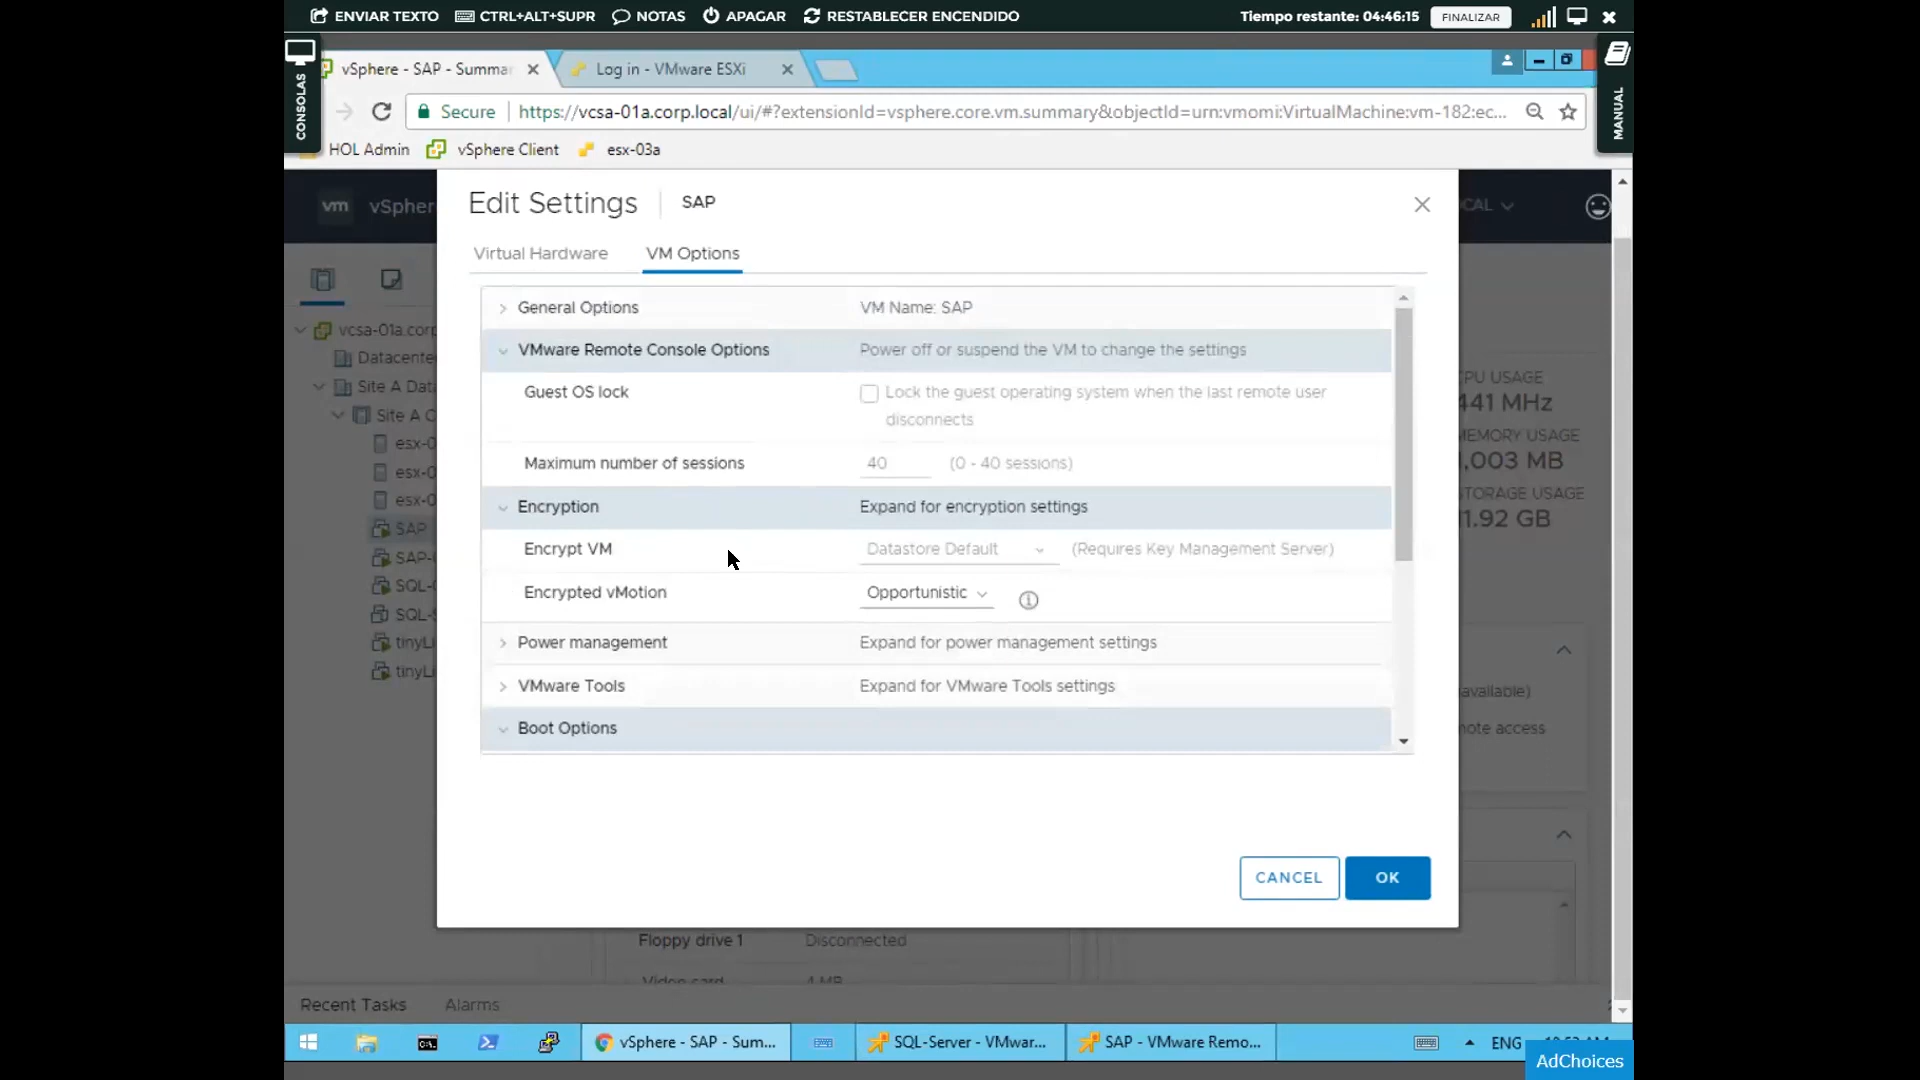 ENVIAR TEXTO CTRL+ALT+SUPR NOTAS APAGAR RESTABLECER ENCENDIDO Tiempo restante: 04:46:15 FINALIZAR
CONSOLAS
MANUAL
vSphere - SAP - Summa Log in - VMware ESXi
Secure https://vcsa-01a.corp.local/ui/#?extensionId=vsphere.core.vm.summary&objectId=urn:vmomi:VirtualMachine:vm-182:ec...
HOL Admin vSphere Client esx-03a
vm vSpher
Edit Settings SAP
CAL
Virtual Hardware VM Options
General Options VM Name: SAP
VMware Remote Console Options Power off or suspend the VM to change the settings
Guest OS lock Lock the guest operating system when the last remote user
disconnects
Maximum number of sessions 40 (0 - 40 sessions)
Encryption Expand for encryption settings
Encrypt VM Datastore Default (Requires Key Management Server)
Encrypted vMotion Opportunistic
Power management Expand for power management settings
VMware Tools Expand for VMware Tools settings
Boot Options
CANCEL OK
vcsa-01a.corp
Datacente
Site A Data
Site A C
esx-0
esx-0
esx-0
SAP
SAP-
SQL-
SQL-
tinyLi
tinyLi
CPU USAGE
441 MHz
MEMORY USAGE
1,003 MB
STORAGE USAGE
11.92 GB
available)
mote access
Floppy drive 1 Disconnected
Video card 4 MB
Recent Tasks Alarms
vSphere - SAP - Sum... SQL-Server - VMwar... SAP - VMware Remo... ENG
AdChoices